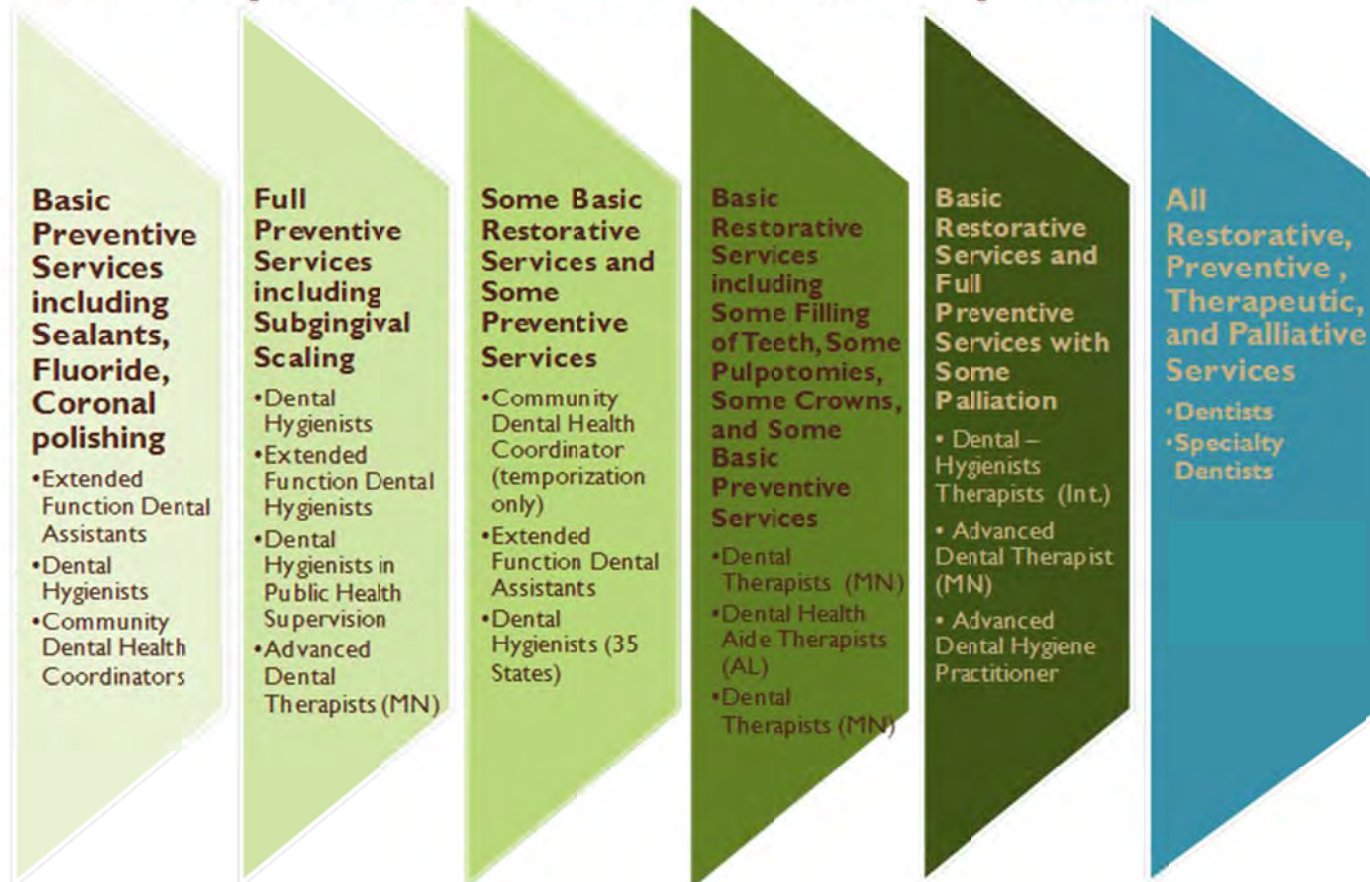 Basic
Preventive
Services
including
Sealants,
Fluoride,
Coronal
polishing
•Extended
Function Dental
Assistants
•Dental
Hygienists
•Community
Dental Health
Coordinators
Full
Preventive
Services
including
Subgingival
Scaling
•Dental
Hygienists
•Extended
Function Dental
Hygienists
•Dental
Hygienists in
Public Health
Supervision
•Advanced
Dental
Therapists (MN)
Some Basic
Restorative
Services and
Some
Preventive
Services
•Community
Dental Health
Coordinator
(temporization
only)
•Extended
Function Dental
Assistants
•Dental
Hygienists (35
States)
Basic
Restorative
Services
including
Some Filling
of Teeth, Some
Pulpotomies,
Some Crowns,
and Some
Basic
Preventive
Services
•Dental
Therapists (MN)
•Dental Health
Aide Therapists
(AL)
•Dental
Therapists (MN)
Basic
Restorative
Services and
Full
Preventive
Services with
Some
Palliation
• Dental –
Hygienists
Therapists (Int.)
• Advanced
Dental Therapist
(MN)
• Advanced
Dental Hygiene
Practitioner
All
Restorative,
Preventive ,
Therapeutic,
and Palliative
Services
•Dentists
•Specialty
Dentists